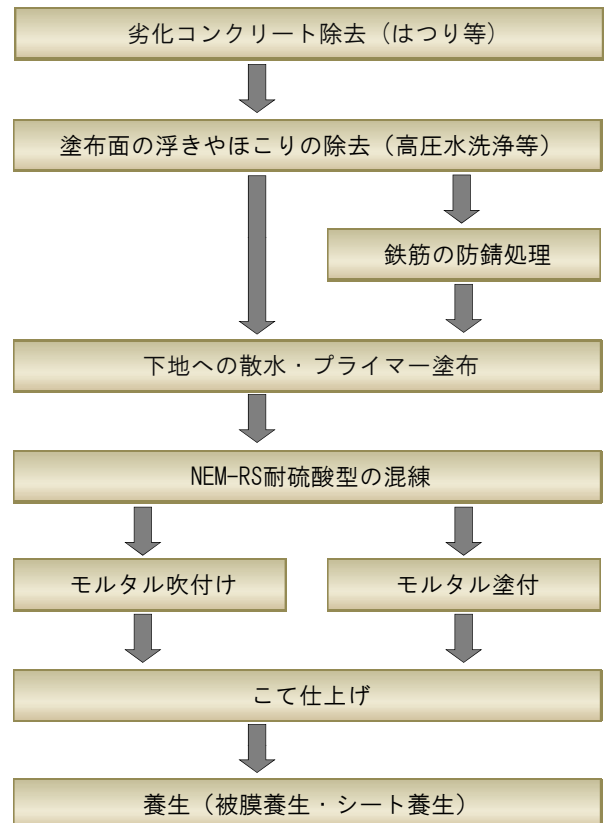 劣化コンクリート除去（はつり等）
塗布面の浮きやほこりの除去（高圧水洗浄等）
鉄筋の防錆処理
下地への散水・プライマー塗布
NEM-RS耐硫酸型の混練
モルタル吹付け
モルタル塗付
こて仕上げ
養生（被膜養生・シート養生）